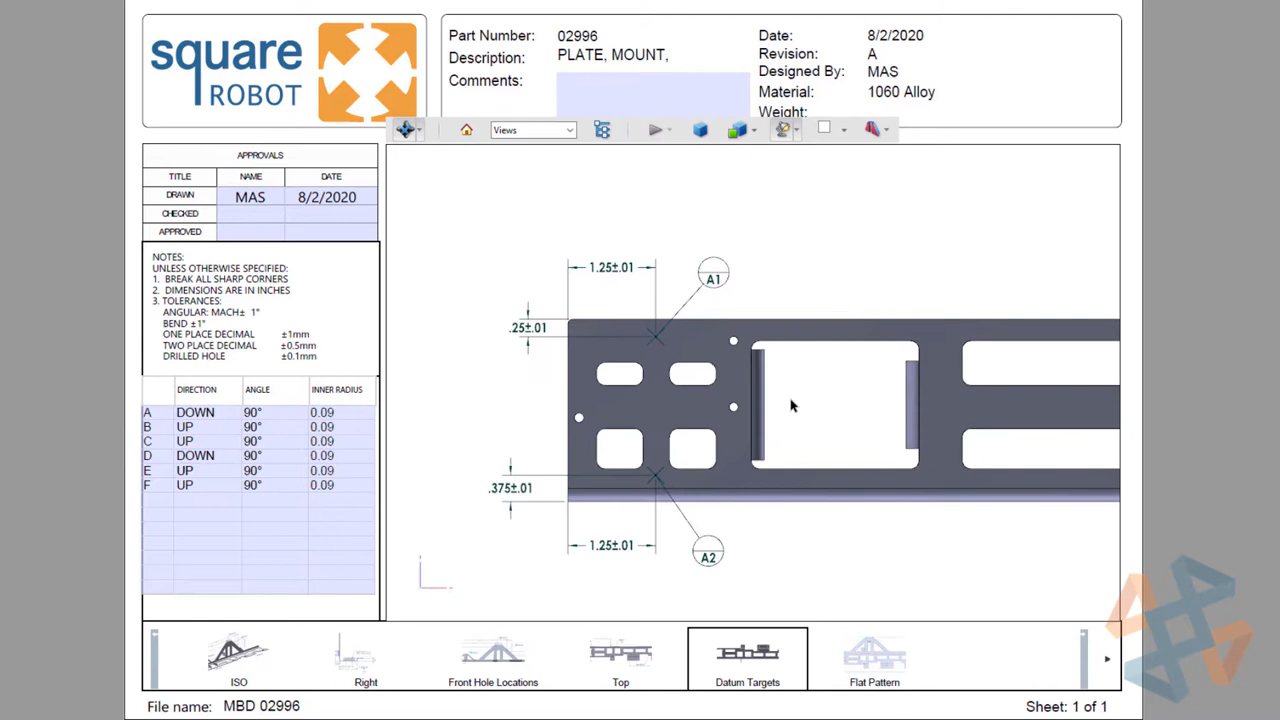 square
ROBOT
Part Number: 02996
Description: PLATE, MOUNT,
Comments:
Date: 8/2/2020
Revision: A
Designed By: MAS
Material: 1060 Alloy
Weight:
Views
APPROVALS
TITLE NAME DATE
DRAWN MAS 8/2/2020
CHECKED
APPROVED
NOTES:
UNLESS OTHERWISE SPECIFIED:
1. BREAK ALL SHARP CORNERS
2. DIMENSIONS ARE IN INCHES
3. TOLERANCES:
ANGULAR: MACH± 1°
BEND ±1°
ONE PLACE DECIMAL ±1mm
TWO PLACE DECIMAL ±0.5mm
DRILLED HOLE ±0.1mm
DIRECTION ANGLE INNER RADIUS
A DOWN 90° 0.09
B UP 90° 0.09
C UP 90° 0.09
D DOWN 90° 0.09
E UP 90° 0.09
F UP 90° 0.09
1.25±.01
A1
.25±.01
.375±.01
1.25±.01
A2
ISO
Right
Front Hole Locations
Top
Datum Targets
Flat Pattern
File name: MBD 02996
Sheet: 1 of 1